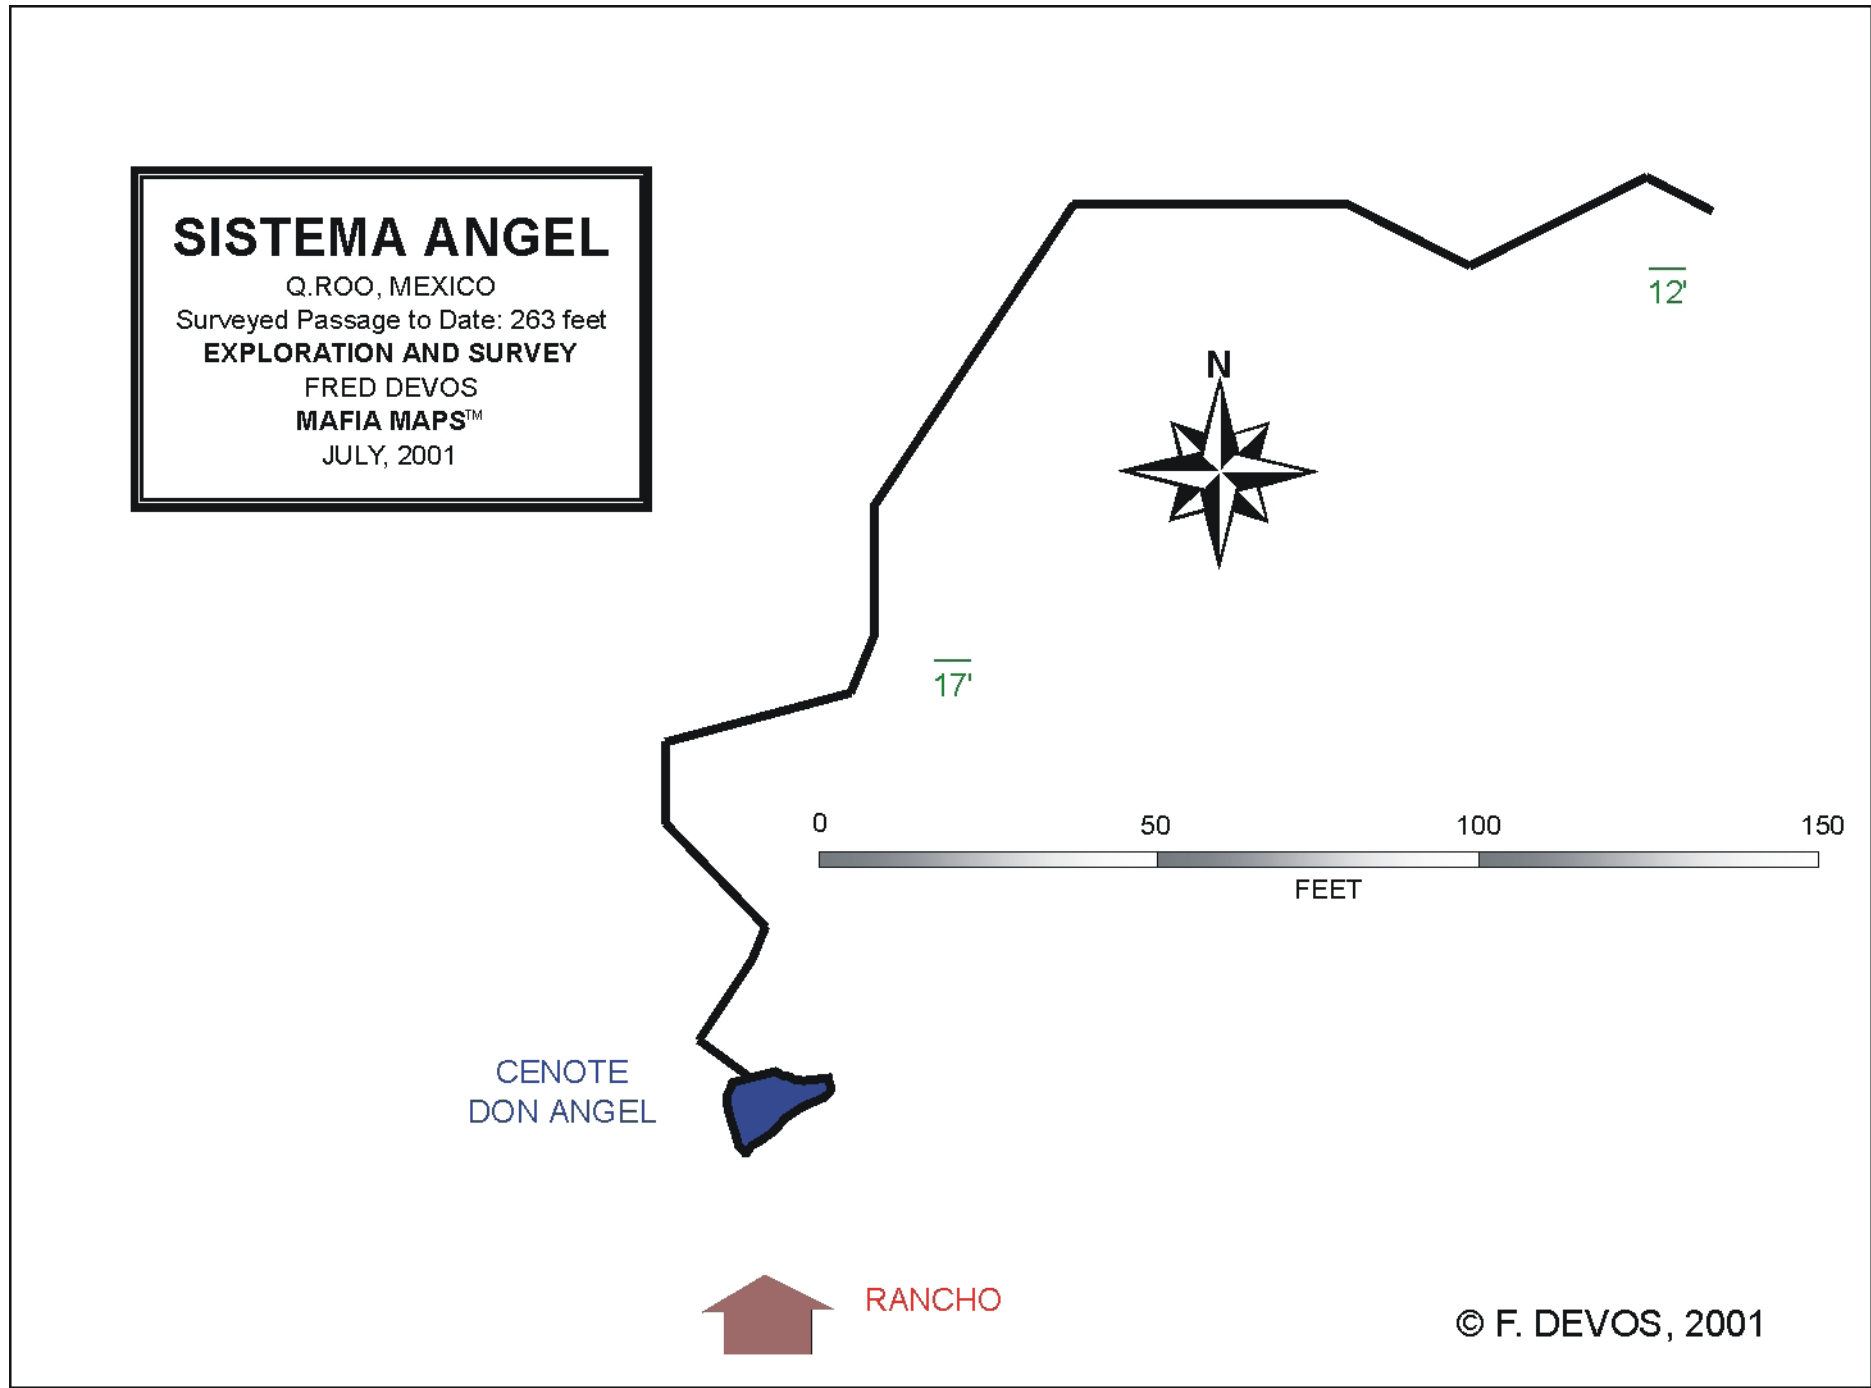 SISTEMA ANGEL
Q.ROO, MEXICO
Surveyed Passage to Date: 263 feet
EXPLORATION AND SURVEY
FRED DEVOS
MAFIA MAPS™
JULY, 2001
12'
N
17'
0 50 100 150
FEET
CENOTE
DON ANGEL
RANCHO
© F. DEVOS, 2001